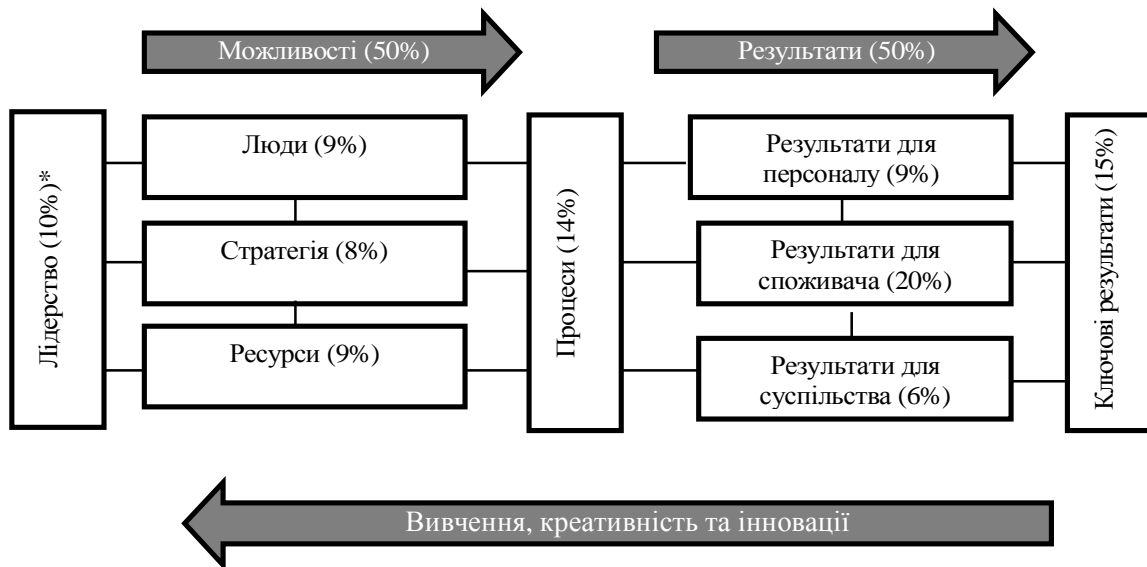 Можливості (50%)
Результати (50%)
Лідерство (10%)*
Люди (9%)
Стратегія (8%)
Ресурси (9%)
Процеси (14%)
Результати для
персоналу (9%)
Результати для
споживача (20%)
Результати для
суспільства (6%)
Ключові результати (15%)
Вивчення, креативність та інновації